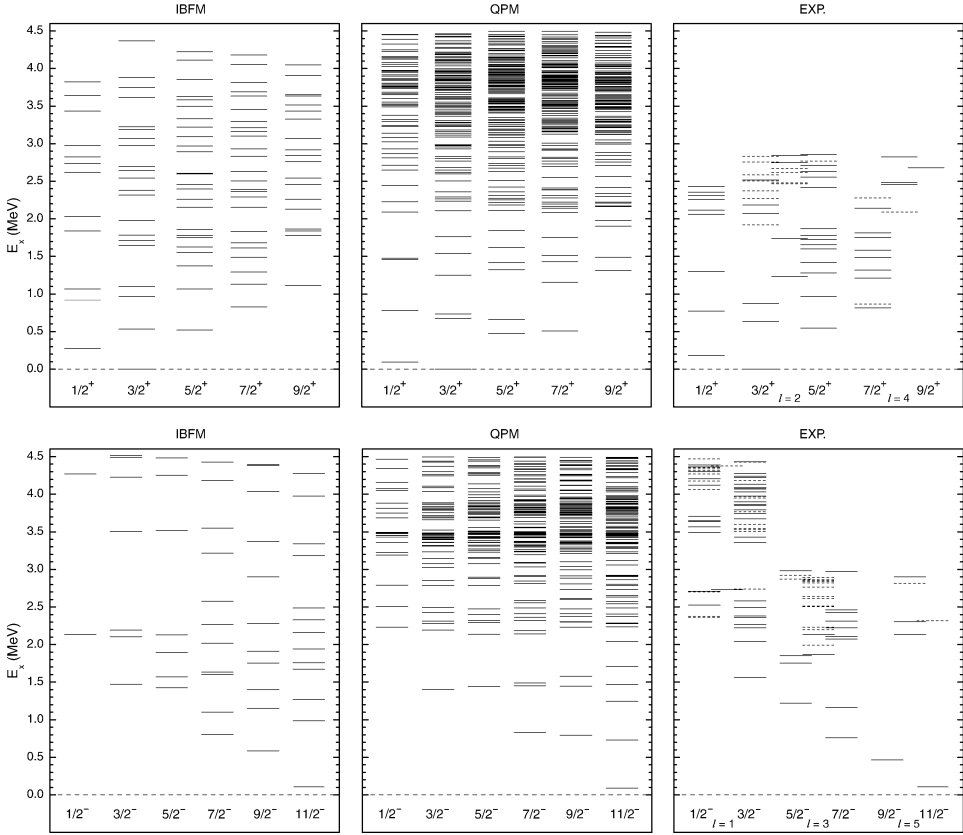 IBFM QPM EXP.
4.5
4.0
3.5
3.0
2.5
2.0
1.5
1.0
0.5
0.0
E_x (MeV)
1/2⁺ 3/2⁺ 5/2⁺ 7/2⁺ 9/2⁺ 1/2⁺ 3/2⁺ 5/2⁺ 7/2⁺ 9/2⁺ 1/2⁺ 3/2⁺ 5/2⁺ 7/2⁺ 9/2⁺
l = 2 l = 4
IBFM QPM EXP.
4.5
4.0
3.5
3.0
2.5
2.0
1.5
1.0
0.5
0.0
E_x (MeV)
1/2⁻ 3/2⁻ 5/2⁻ 7/2⁻ 9/2⁻ 11/2⁻ 1/2⁻ 3/2⁻ 5/2⁻ 7/2⁻ 9/2⁻ 11/2⁻ 1/2⁻ 3/2⁻ 5/2⁻ 7/2⁻ 9/2⁻ 11/2⁻
l = 1 l = 3 l = 5